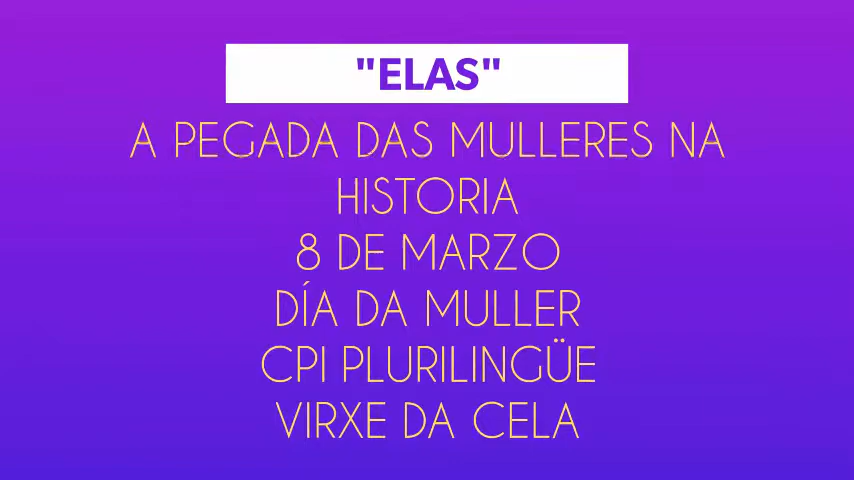 "ELAS"
A PEGADA DAS MULLERES NA
HISTORIA
8 DE MARZO
DÍA DA MULLER
CPI PLURILINGÜE
VIRXE DA CELA